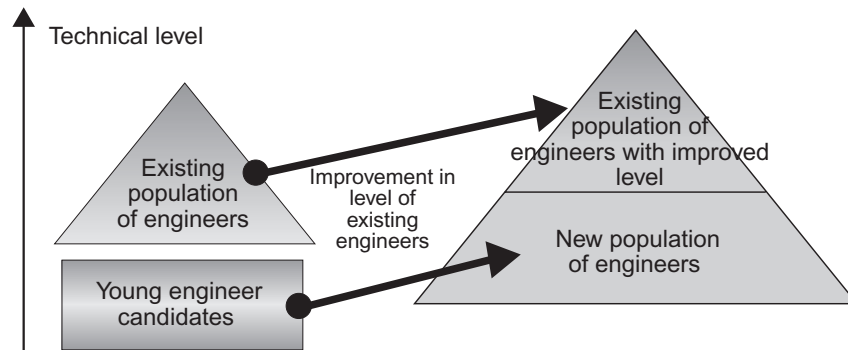 Technical level
Existing
population
of engineers
Young engineer
candidates
Improvement in
level of
existing
engineers
Existing
population of
engineers with improved
level
New population
of engineers